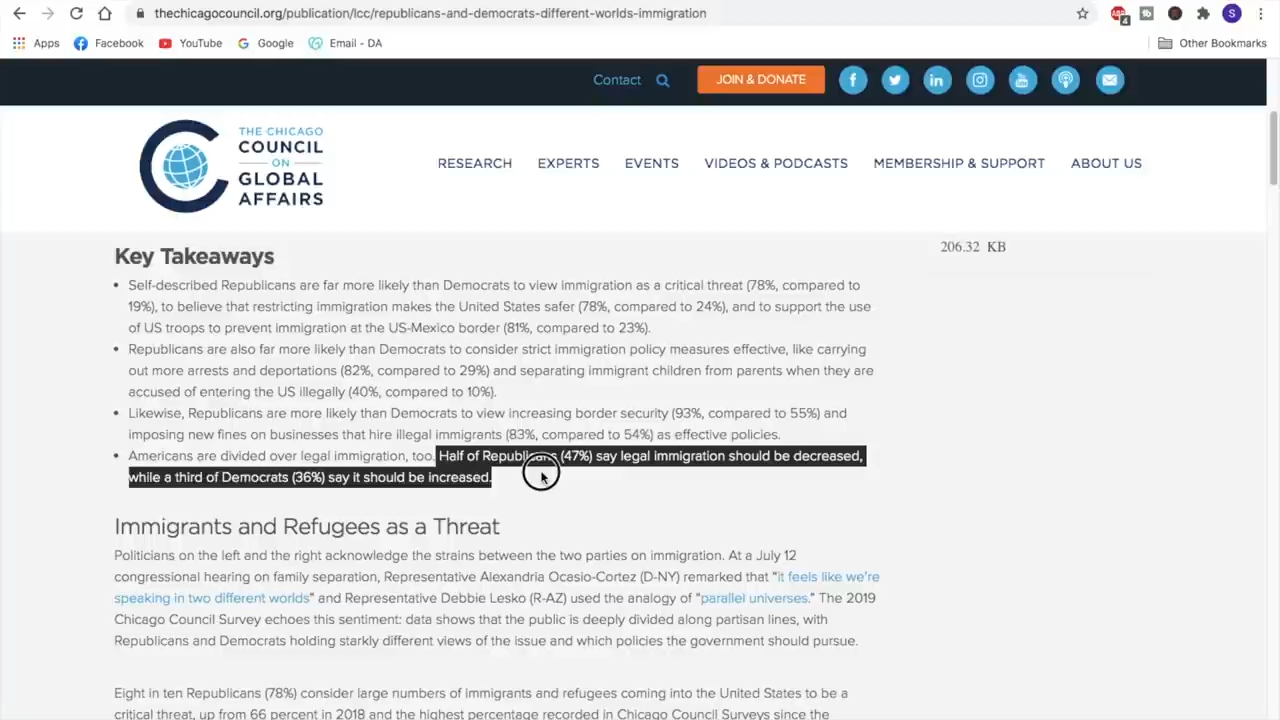 thechicagocouncil.org/publication/lcc/republicans-and-democrats-different-worlds-immigration
ABP
4
S
Apps
Facebook
YouTube
Google
Email - DA
Other Bookmarks
Contact
JOIN & DONATE
THE CHICAGO
COUNCIL
ON
GLOBAL
AFFAIRS
RESEARCH
EXPERTS
EVENTS
VIDEOS & PODCASTS
MEMBERSHIP & SUPPORT
ABOUT US
206.32 KB
Key Takeaways
• Self-described Republicans are far more likely than Democrats to view immigration as a critical threat (78%, compared to
19%), to believe that restricting immigration makes the United States safer (78%, compared to 24%), and to support the use
of US troops to prevent immigration at the US-Mexico border (81%, compared to 23%).
• Republicans are also far more likely than Democrats to consider strict immigration policy measures effective, like carrying
out more arrests and deportations (82%, compared to 29%) and separating immigrant children from parents when they are
accused of entering the US illegally (40%, compared to 10%).
• Likewise, Republicans are more likely than Democrats to view increasing border security (93%, compared to 55%) and
imposing new fines on businesses that hire illegal immigrants (83%, compared to 54%) as effective policies.
• Americans are divided over legal immigration, too. Half of Republicans (47%) say legal immigration should be decreased,
while a third of Democrats (36%) say it should be increased.
Immigrants and Refugees as a Threat
Politicians on the left and the right acknowledge the strains between the two parties on immigration. At a July 12
congressional hearing on family separation, Representative Alexandria Ocasio-Cortez (D-NY) remarked that “it feels like we're
speaking in two different worlds” and Representative Debbie Lesko (R-AZ) used the analogy of “parallel universes.” The 2019
Chicago Council Survey echoes this sentiment: data shows that the public is deeply divided along partisan lines, with
Republicans and Democrats holding starkly different views of the issue and which policies the government should pursue.
Eight in ten Republicans (78%) consider large numbers of immigrants and refugees coming into the United States to be a
critical threat, up from 66 percent in 2018 and the highest percentage recorded in Chicago Council Surveys since the